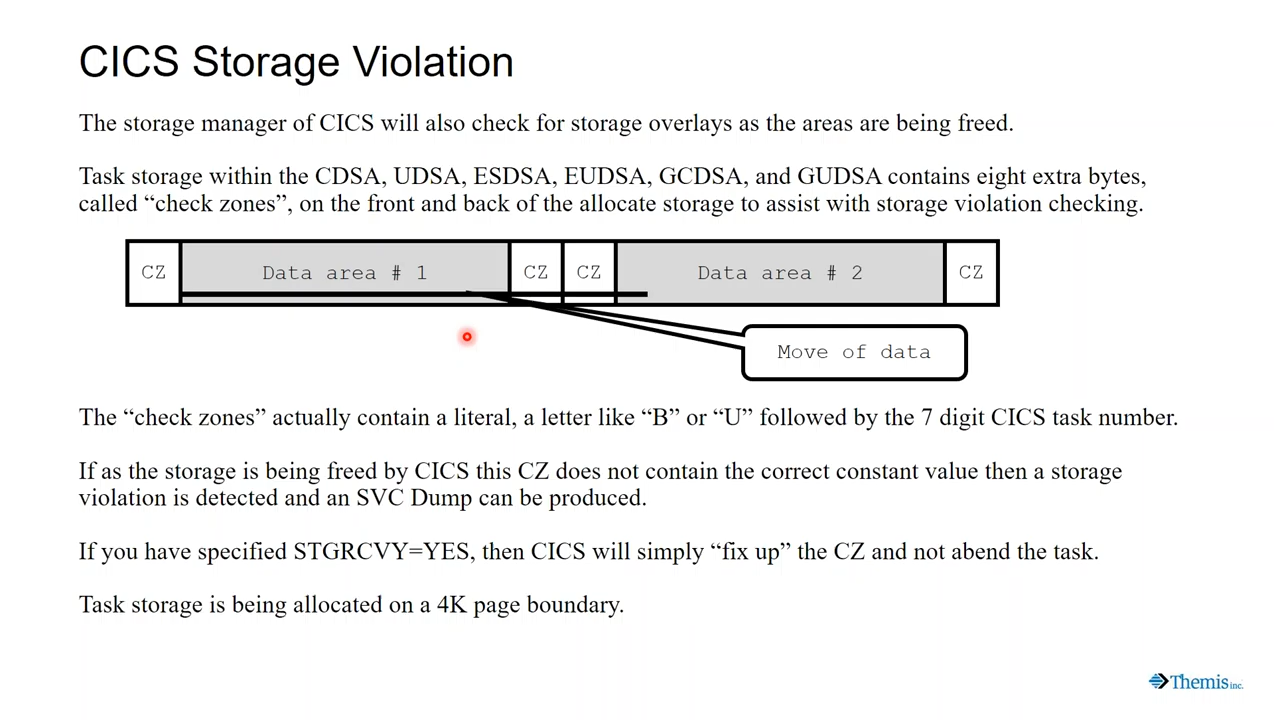 CICS Storage Violation
The storage manager of CICS will also check for storage overlays as the areas are being freed.
Task storage within the CDSA, UDSA, ESDSA, EUDSA, GCDSA, and GUDSA contains eight extra bytes,
called “check zones”, on the front and back of the allocate storage to assist with storage violation checking.
CZ Data area # 1 CZ CZ Data area # 2 CZ
Move of data
The “check zones” actually contain a literal, a letter like “B” or “U” followed by the 7 digit CICS task number.
If as the storage is being freed by CICS this CZ does not contain the correct constant value then a storage
violation is detected and an SVC Dump can be produced.
If you have specified STGRCVY=YES, then CICS will simply “fix up” the CZ and not abend the task.
Task storage is being allocated on a 4K page boundary.
Themis inc.